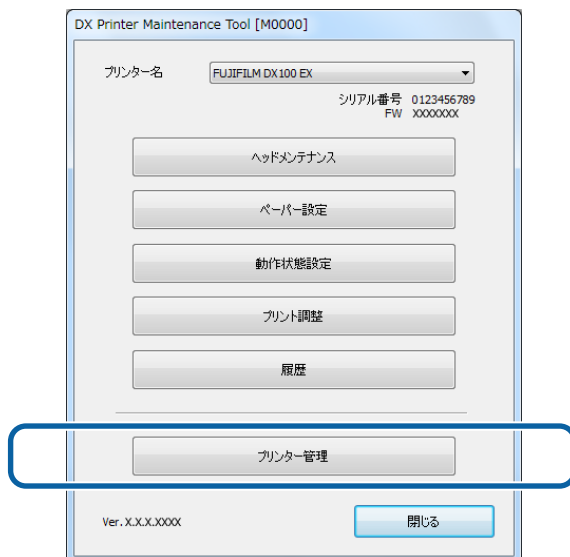 DX Printer Maintenance Tool [M0000]
プリンター名 FUJIFILM DX100 EX
シリアル番号 0123456789
FW XXXXXXX
ヘッドメンテナンス
ペーパー設定
動作状態設定
プリント調整
履歴
プリンター管理
Ver.X.X.X.XXXX 閉じる